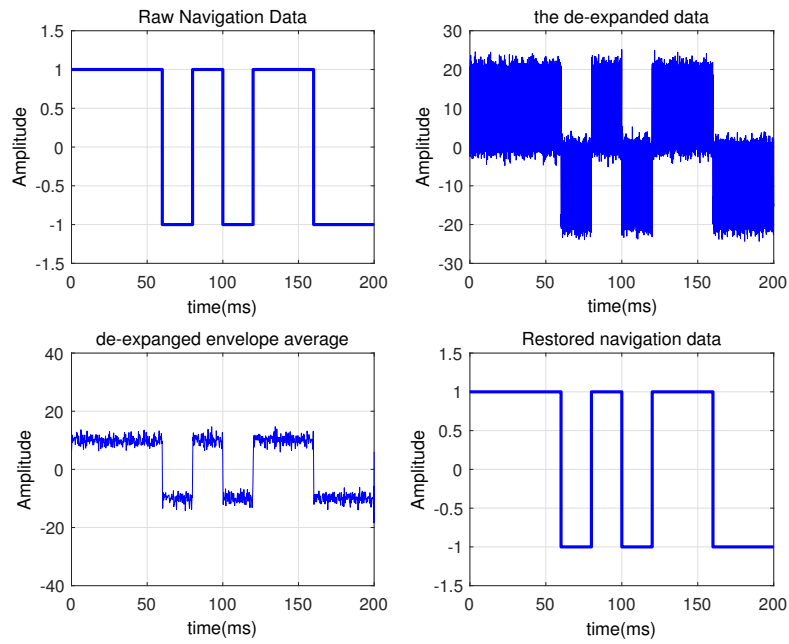 Raw Navigation Data
1.5
1
0.5
0
-0.5
-1
-1.5
Amplitude
0 50 100 150 200
time(ms)
the de-expanded data
30
20
10
0
-10
-20
-30
Amplitude
0 50 100 150 200
time(ms)
de-expanged envelope average
40
20
0
-20
-40
Amplitude
0 50 100 150 200
time(ms)
Restored navigation data
1.5
1
0.5
0
-0.5
-1
-1.5
Amplitude
0 50 100 150 200
time(ms)